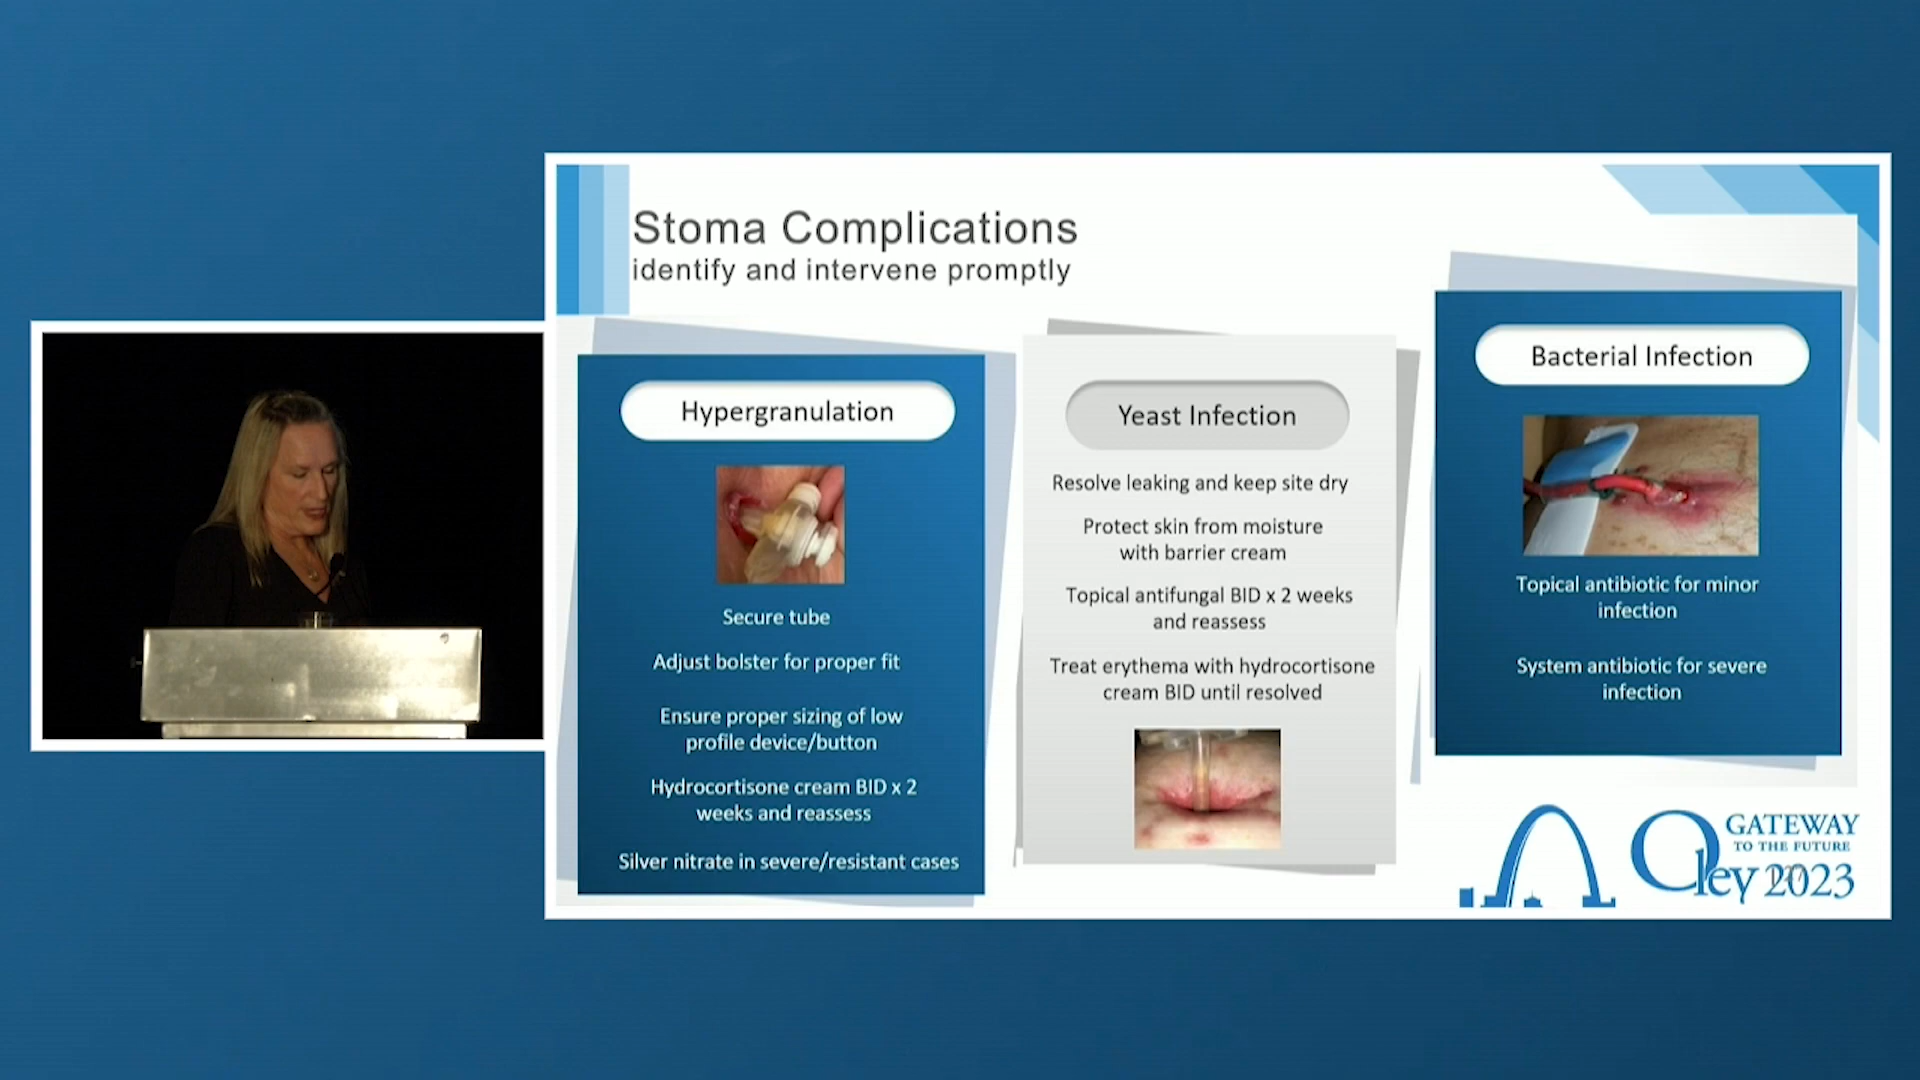 Stoma Complications
identify and intervene promptly
Hypergranulation
Secure tube
Adjust bolster for proper fit
Ensure proper sizing of low
profile device/button
Hydrocortisone cream BID x 2
weeks and reassess
Silver nitrate in severe/resistant cases
Yeast Infection
Resolve leaking and keep site dry
Protect skin from moisture
with barrier cream
Topical antifungal BID x 2 weeks
and reassess
Treat erythema with hydrocortisone
cream BID until resolved
Bacterial Infection
Topical antibiotic for minor
infection
System antibiotic for severe
infection
GATEWAY
TO THE FUTURE
Oley 2023